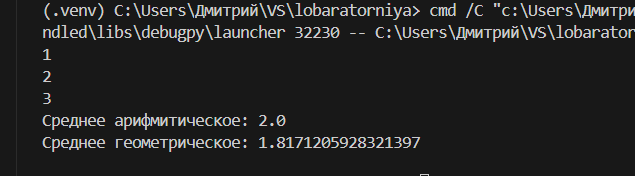 (.venv) C:\Users\Дмитрий\VS\lobaratorniya> cmd /C "c:\Users\Дмитри
ndled\libs\debugpy\launcher 32230 -- C:\Users\Дмитрий\VS\lobarator
1
2
3
Среднее арифмитическое: 2.0
Среднее геометрическое: 1.8171205928321397